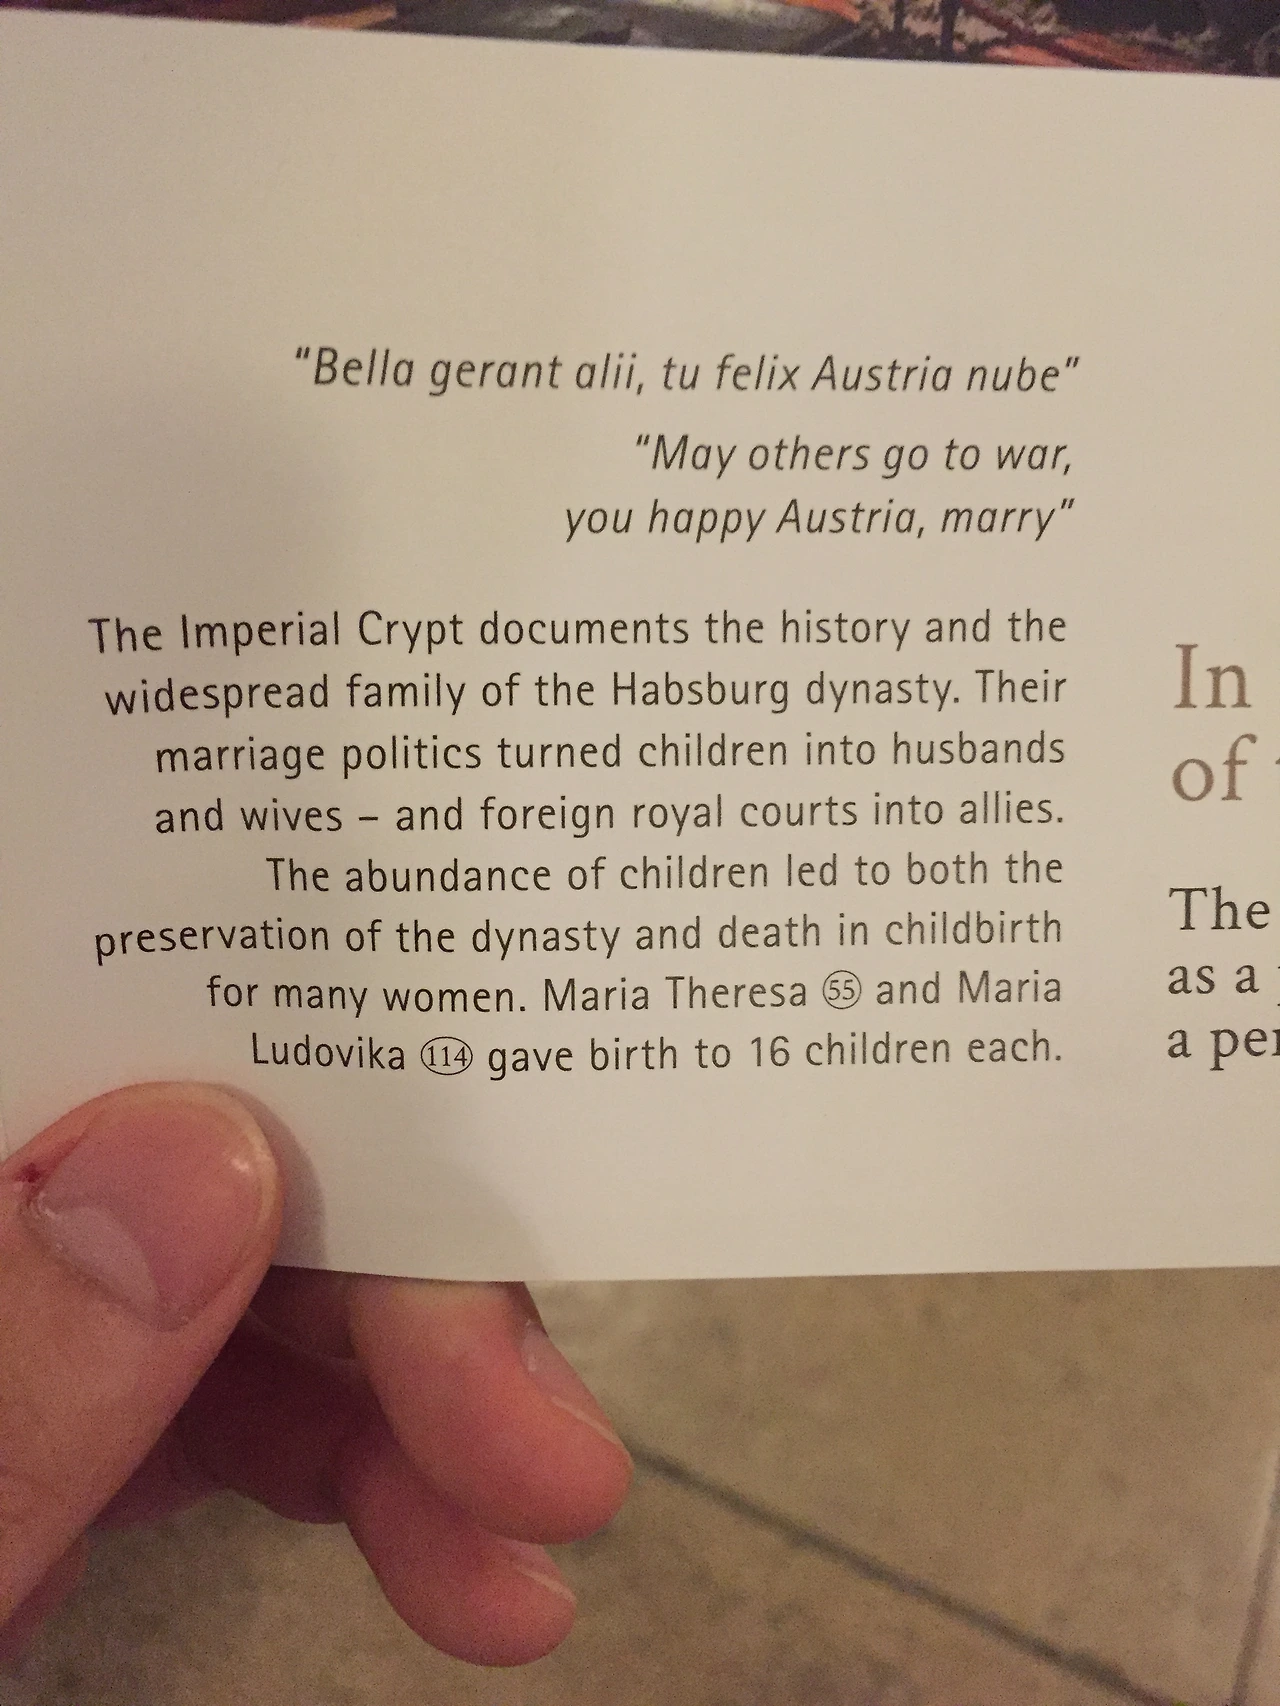 "Bella gerant alii, tu felix Austria nube"
"May others go to war,
you happy Austria, marry"
The Imperial Crypt documents the history and the
widespread family of the Habsburg dynasty. Their
marriage politics turned children into husbands
and wives – and foreign royal courts into allies.
The abundance of children led to both the
preservation of the dynasty and death in childbirth
for many women. Maria Theresa 55 and Maria
Ludovika 114 gave birth to 16 children each.
In
of
The
as a
a